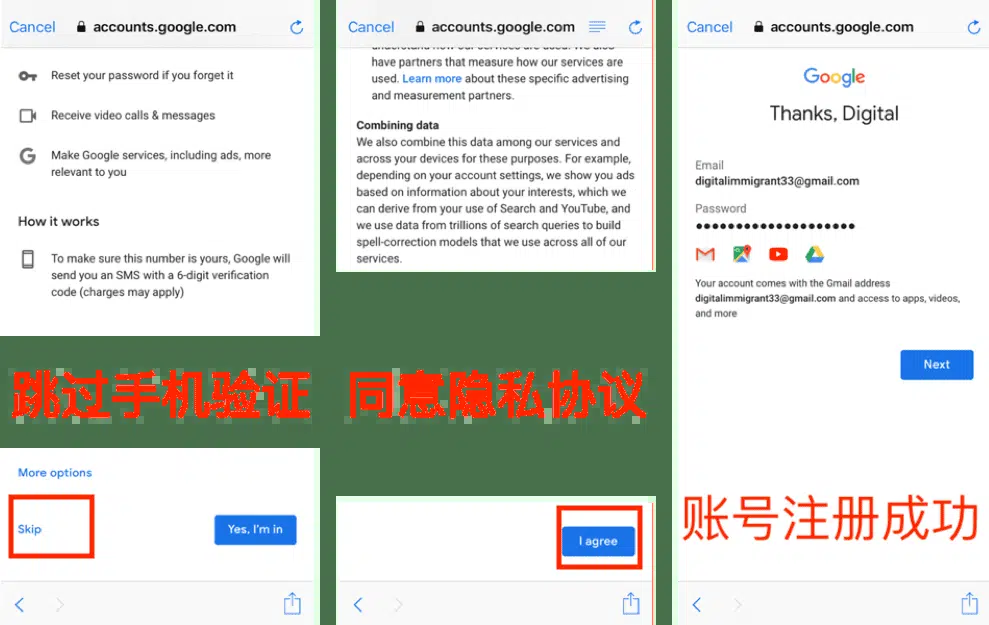 Cancel accounts.google.com
Reset your password if you forget it
Receive video calls & messages
Make Google services, including ads, more
relevant to you
How it works
To make sure this number is yours, Google will
send you an SMS with a 6-digit verification
code (charges may apply)
跳过手机验证
More options
Skip
Yes, I'm in
Cancel accounts.google.com
understand how our services are used. We also
have partners that measure how our services are
used. Learn more about these specific advertising
and measurement partners.
Combining data
We also combine this data among our services and
across your devices for these purposes. For example,
depending on your account settings, we show you ads
based on information about your interests, which we
can derive from your use of Search and YouTube, and
we use data from trillions of search queries to build
spell-correction models that we use across all of our
services.
同意隐私协议
I agree
Cancel accounts.google.com
Google
Thanks, Digital
Email
digitalimmigrant33@gmail.com
Password
••••••••••••••••••••
Your account comes with the Gmail address
digitalimmigrant33@gmail.com and access to apps, videos,
and more
Next
账号注册成功